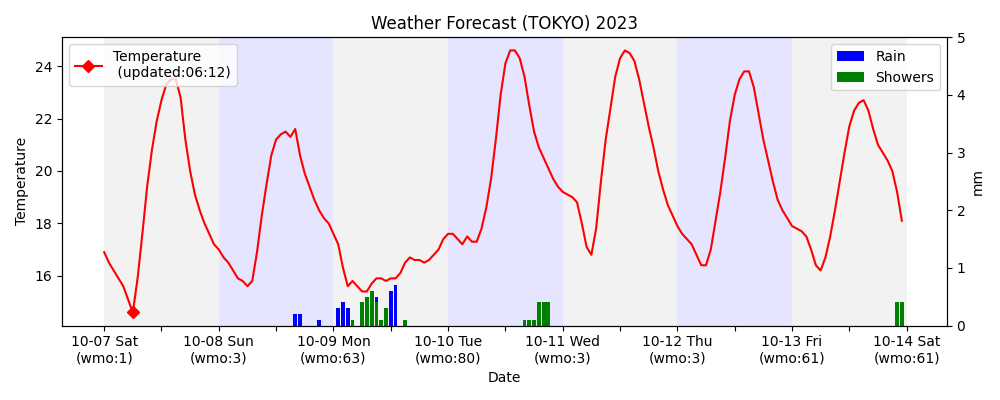 Weather Forecast (TOKYO) 2023
Temperature
(updated:06:12)
Rain
Showers
Temperature
24
22
20
18
16
5
4
3
2
1
0
mm
10-07 Sat
(wmo:1)
10-08 Sun
(wmo:3)
10-09 Mon
(wmo:63)
10-10 Tue
(wmo:80)
10-11 Wed
(wmo:3)
10-12 Thu
(wmo:3)
10-13 Fri
(wmo:61)
10-14 Sat
(wmo:61)
Date